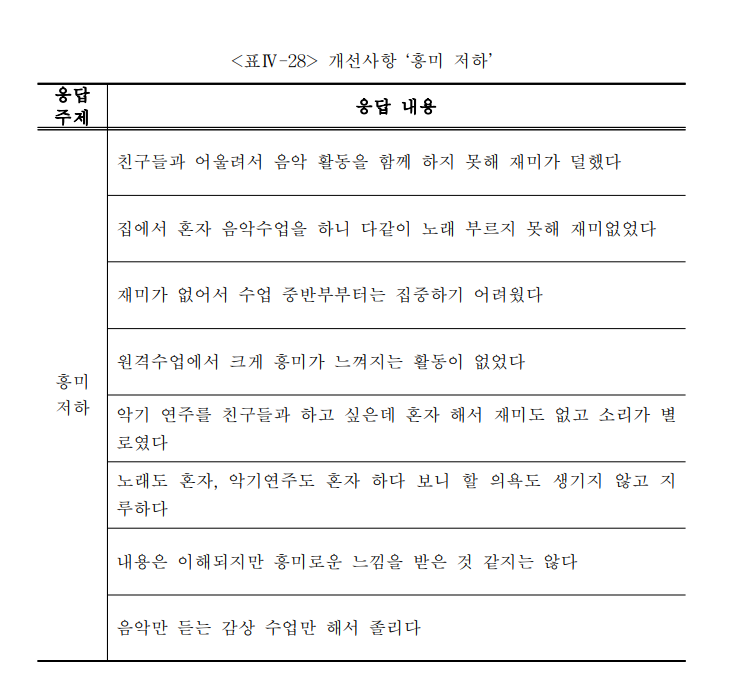 <표Ⅳ-28> 개선사항 ‘흥미 저하’
응답
주제
응답 내용
친구들과 어울려서 음악 활동을 함께 하지 못해 재미가 덜했다
집에서 혼자 음악수업을 하니 다같이 노래 부르지 못해 재미없었다
재미가 없어서 수업 중반부부터는 집중하기 어려웠다
원격수업에서 크게 흥미가 느껴지는 활동이 없었다
흥미
저하
악기 연주를 친구들과 하고 싶은데 혼자 해서 재미도 없고 소리가 별
로였다
노래도 혼자, 악기연주도 혼자 하다 보니 할 의욕도 생기지 않고 지
루하다
내용은 이해되지만 흥미로운 느낌을 받은 것 같지는 않다
음악만 듣는 감상 수업만 해서 졸리다